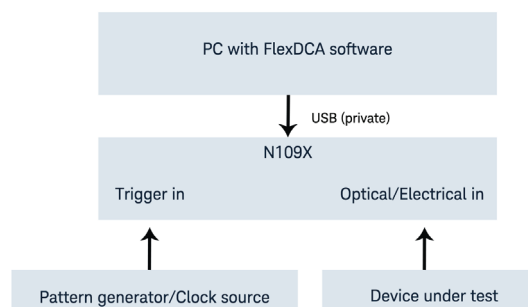 PC with FlexDCA software
USB (private)
N109X
Trigger in
Optical/Electrical in
Pattern generator/Clock source
Device under test